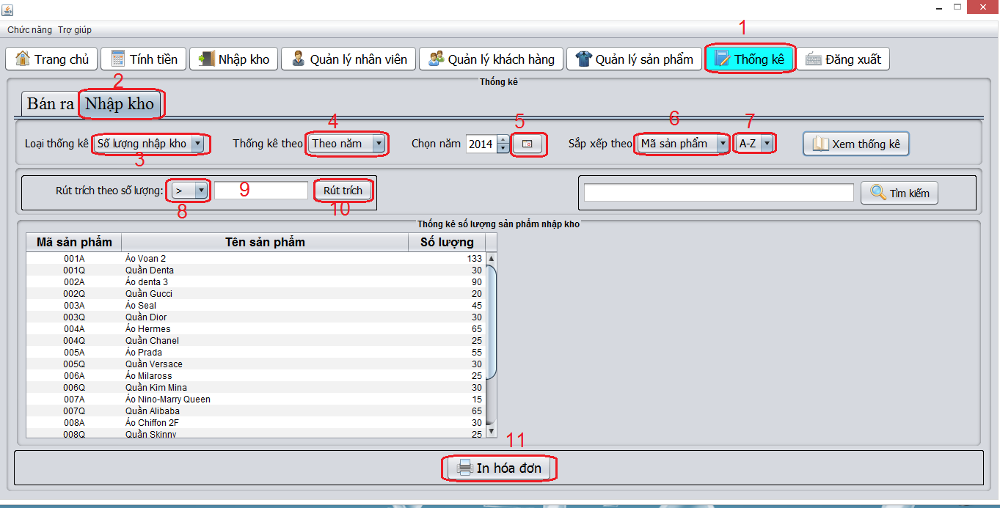 Chức năng Trợ giúp
1
Trang chủ Tính tiền Nhập kho Quản lý nhân viên Quản lý khách hàng Quản lý sản phẩm Thống kê Đăng xuất
Thống kê
2
Bán ra Nhập kho
4 5 6 7
Loại thống kê Số lượng nhập kho Thống kê theo Theo năm Chọn năm 2014 Sắp xếp theo Mã sản phẩm A-Z Xem thống kê
3
Rút trích theo số lượng: > 9 Rút trích Tìm kiếm
8 10
Thống kê số lượng sản phẩm nhập kho
Mã sản phẩm Tên sản phẩm Số lượng
001A Áo Voan 2 133
001Q Quần Denta 30
002A Áo denta 3 90
002Q Quần Gucci 20
003A Áo Seal 45
003Q Quần Dior 30
004A Áo Hermes 65
004Q Quần Chanel 25
005A Áo Prada 55
005Q Quần Versace 30
006A Áo Milaross 25
006Q Quần Kim Mina 30
007A Áo Nino-Marry Queen 15
007Q Quần Alibaba 65
008A Áo Chiffon 2F 30
008Q Quần Skinny 25
11
In hóa đơn